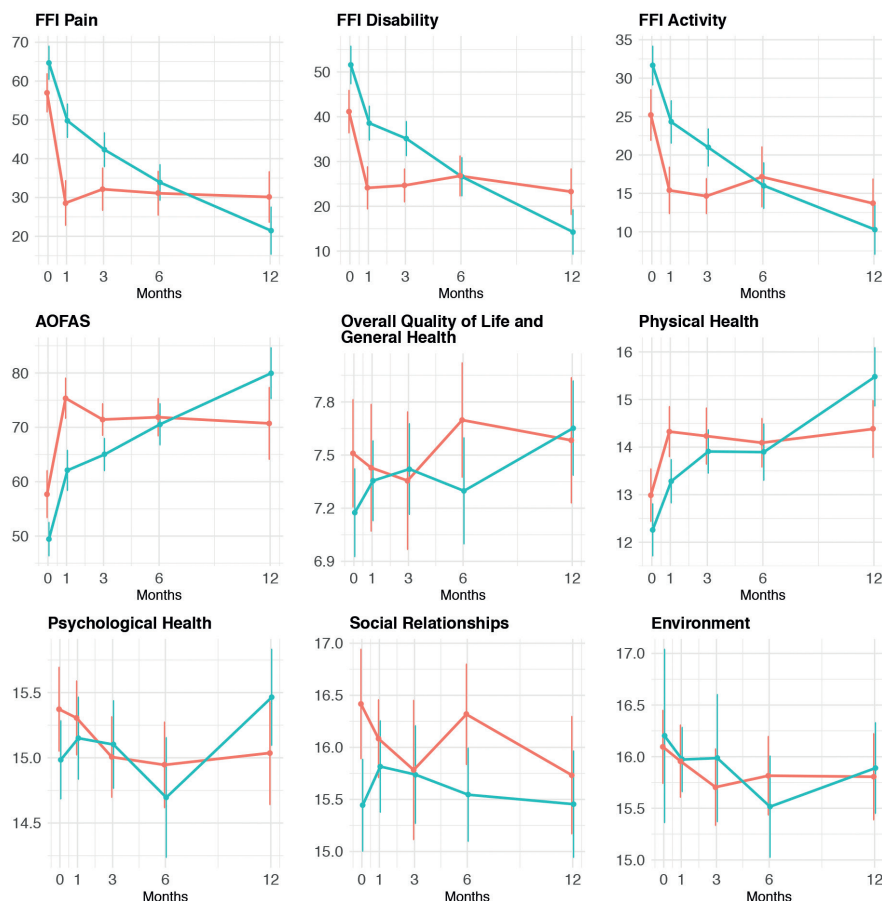 FFI Pain
70
60
50
40
30
20
0 1 3 6 12
Months
FFI Disability
50
40
30
20
10
0 1 3 6 12
Months
FFI Activity
35
30
25
20
15
10
0 1 3 6 12
Months
AOFAS
80
70
60
50
0 1 3 6 12
Months
Overall Quality of Life and
General Health
7.8
7.5
7.2
6.9
0 1 3 6 12
Months
Physical Health
16
15
14
13
12
0 1 3 6 12
Months
Psychological Health
15.5
15.0
14.5
0 1 3 6 12
Months
Social Relationships
17.0
16.5
16.0
15.5
15.0
0 1 3 6 12
Months
Environment
17.0
16.5
16.0
15.5
15.0
0 1 3 6 12
Months